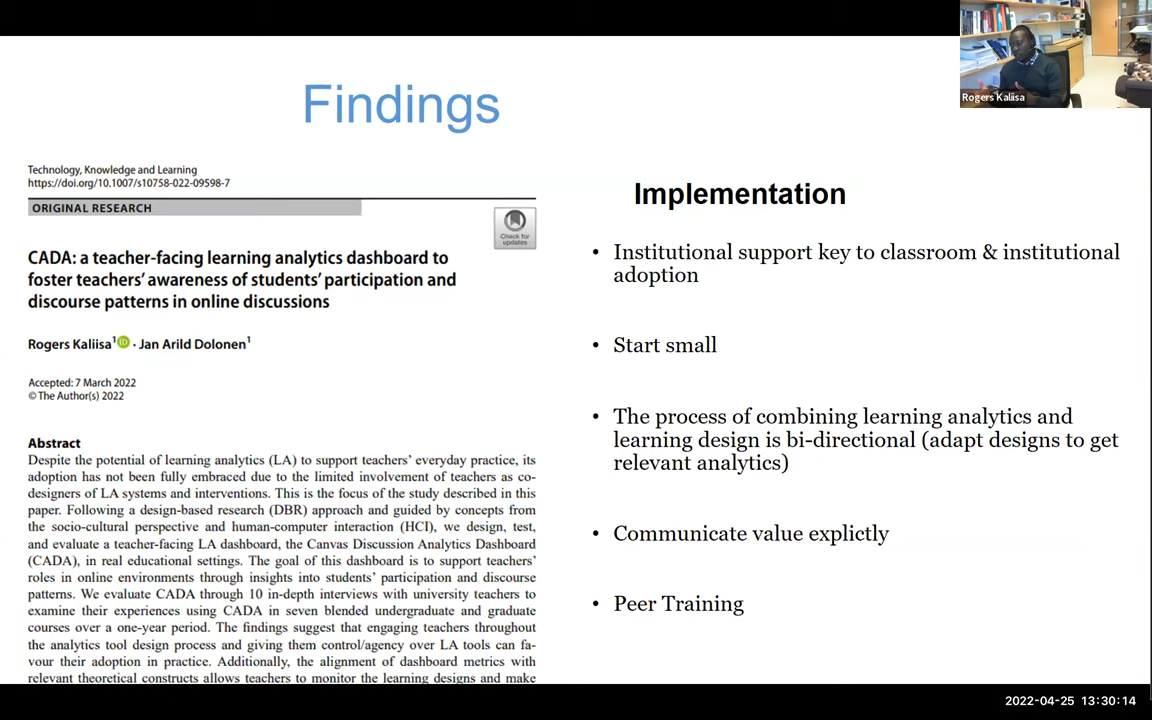 Rogers Kaliisa
Findings
Technology, Knowledge and Learning
https://doi.org/10.1007/s10758-022-09598-7
ORIGINAL RESEARCH
Check for
updates
CADA: a teacher-facing learning analytics dashboard to
foster teachers' awareness of students' participation and
discourse patterns in online discussions
Rogers Kaliisa¹ iD · Jan Arild Dolonen¹
Accepted: 7 March 2022
© The Author(s) 2022
Abstract
Despite the potential of learning analytics (LA) to support teachers' everyday practice, its
adoption has not been fully embraced due to the limited involvement of teachers as co-
designers of LA systems and interventions. This is the focus of the study described in this
paper. Following a design-based research (DBR) approach and guided by concepts from
the socio-cultural perspective and human-computer interaction (HCI), we design, test,
and evaluate a teacher-facing LA dashboard, the Canvas Discussion Analytics Dashboard
(CADA), in real educational settings. The goal of this dashboard is to support teachers'
roles in online environments through insights into students' participation and discourse
patterns. We evaluate CADA through 10 in-depth interviews with university teachers to
examine their experiences using CADA in seven blended undergraduate and graduate
courses over a one-year period. The findings suggest that engaging teachers throughout
the analytics tool design process and giving them control/agency over LA tools can fa-
vour their adoption in practice. Additionally, the alignment of dashboard metrics with
relevant theoretical constructs allows teachers to monitor the learning designs and make
Implementation
• Institutional support key to classroom & institutional
adoption
• Start small
• The process of combining learning analytics and
learning design is bi-directional (adapt designs to get
relevant analytics)
• Communicate value explictly
• Peer Training
2022-04-25 13:30:14